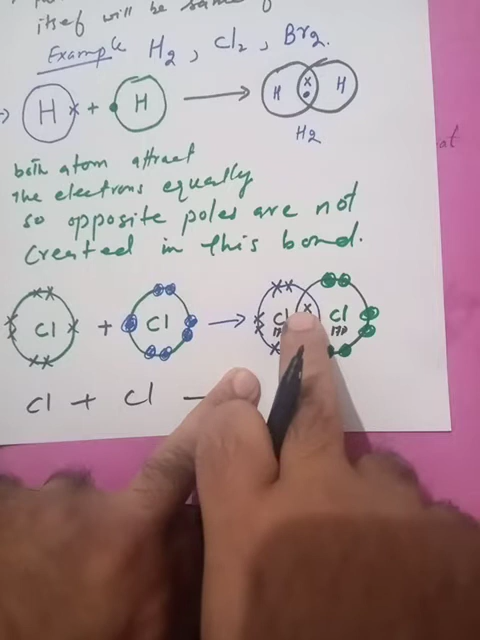 itself will be same
Example H2, Cl2, Br2.
H x + H → H x H
H2
both atom attract
the electrons equally
so opposite poles are not
created in this bond.
Cl + Cl → Cl x Cl
17P
Cl + Cl –